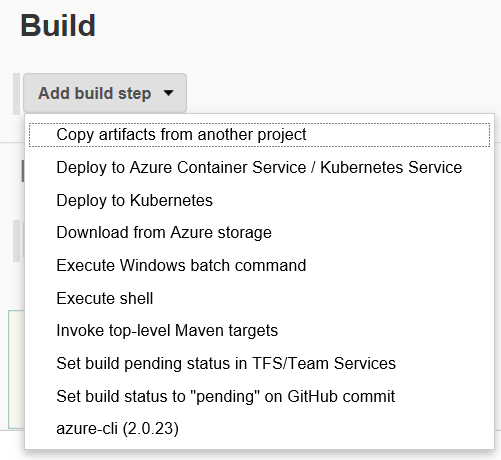 Build
Add build step
Copy artifacts from another project
Deploy to Azure Container Service / Kubernetes Service
Deploy to Kubernetes
Download from Azure storage
Execute Windows batch command
Execute shell
Invoke top-level Maven targets
Set build pending status in TFS/Team Services
Set build status to "pending" on GitHub commit
azure-cli (2.0.23)